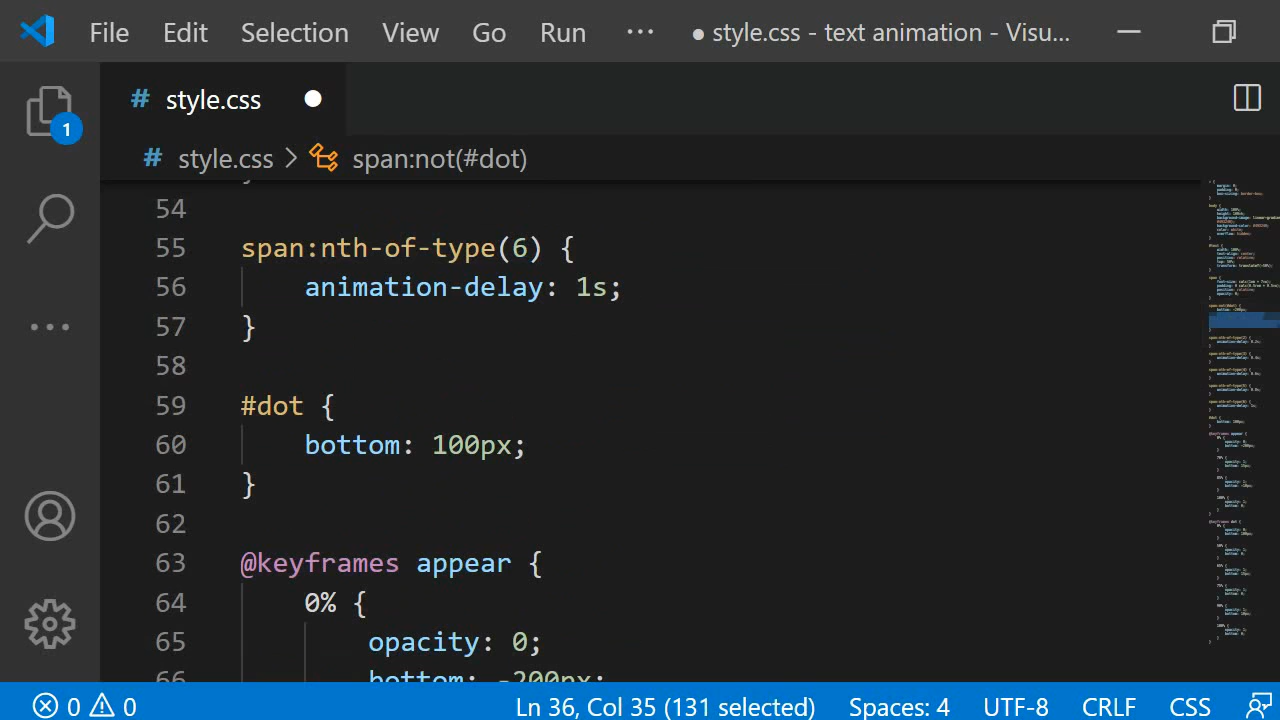 File Edit Selection View Go Run ··· ● style.css - text animation - Visu...
1
# style.css ●
# style.css > span:not(#dot)
54
55 span:nth-of-type(6) {
56 animation-delay: 1s;
57 }
58
59 #dot {
60 bottom: 100px;
61 }
62
63 @keyframes appear {
64 0% {
65 opacity: 0;
66 bottom: -200px;
0 0 Ln 36, Col 35 (131 selected) Spaces: 4 UTF-8 CRLF CSS